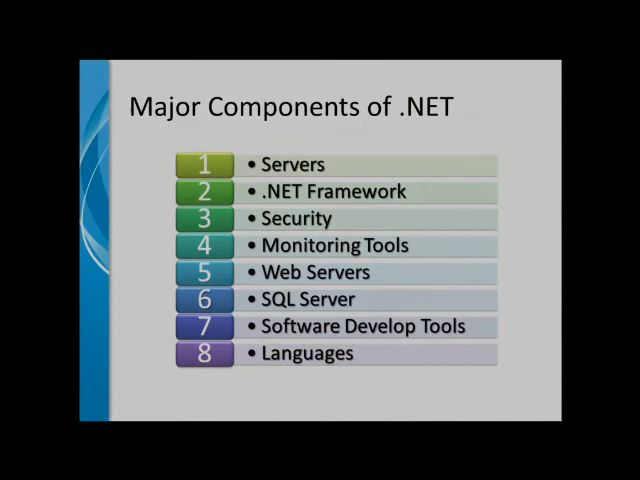 Major Components of .NET
1 • Servers
2 • .NET Framework
3 • Security
4 • Monitoring Tools
5 • Web Servers
6 • SQL Server
7 • Software Develop Tools
8 • Languages